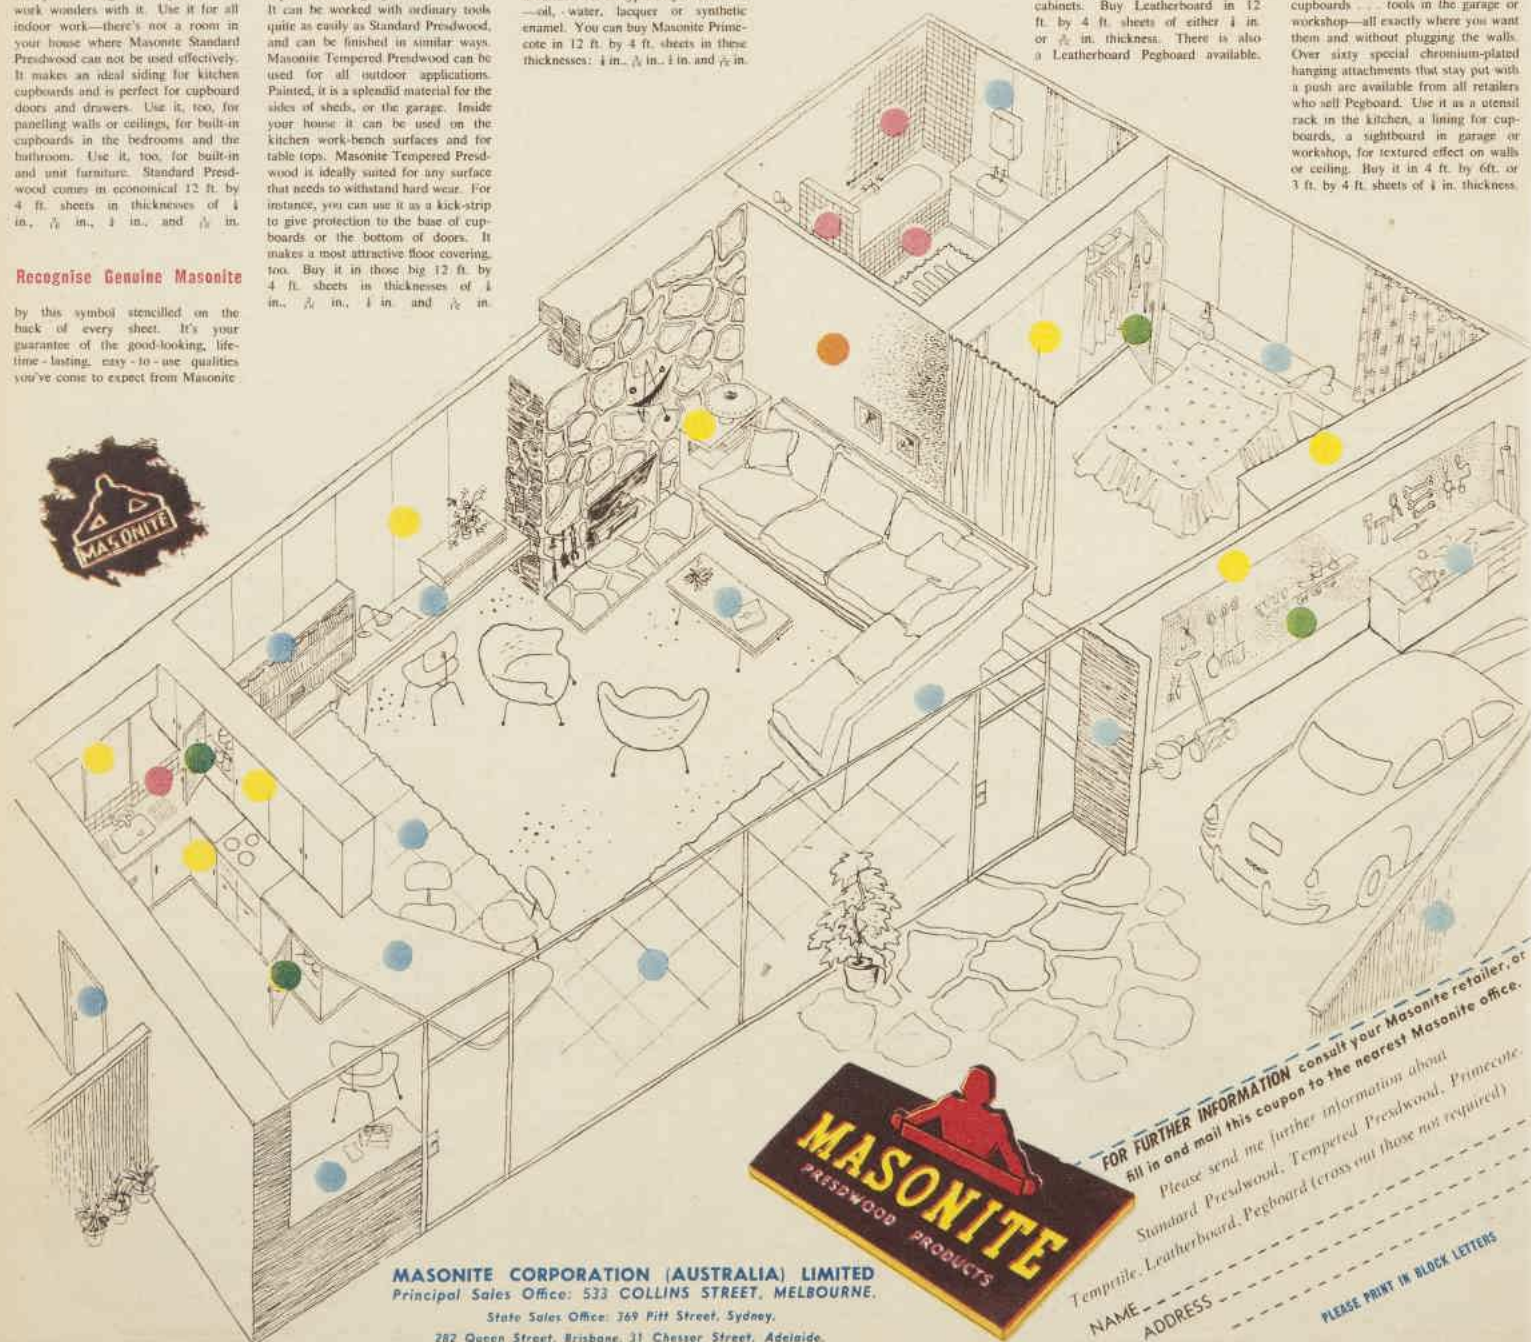 work wonders with it. Use it for all
indoor work—there's not a room in
your house where Masonite Standard
Presdwood can not be used effectively.
It makes an ideal siding for kitchen
cupboards and is perfect for cupboard
doors and drawers. Use it, too, for
panelling walls or ceilings, for built-in
cupboards in the bedrooms and the
bathroom. Use it, too, for built-in
and unit furniture. Standard Presd-
wood comes in economical 12 ft. by
4 ft. sheets in thicknesses of
in., in., in., and in.
Recognise Genuine Masonite
by this symbol stencilled on the
back of every sheet. It's your
guarantee of the good-looking, life-
time - lasting, easy - to - use qualities
you've come to expect from Masonite
MASONITE
It can be worked with ordinary tools
quite as easily as Standard Presdwood,
and can be finished in similar ways.
Masonite Tempered Presdwood can be
used for all outdoor applications.
Painted, it is a splendid material for the
sides of sheds, or the garage. Inside
your house it can be used on the
kitchen work-bench surfaces and for
table tops. Masonite Tempered Presd-
wood is ideally suited for any surface
that needs to withstand hard wear. For
instance, you can use it as a kick-strip
to give protection to the base of cup-
boards or the bottom of doors. It
makes a most attractive floor covering,
too. Buy it in those big 12 ft. by
4 ft. sheets in thicknesses of
in., in., in. and in.
—oil, water, lacquer or synthetic
enamel. You can buy Masonite Prime-
cote in 12 ft. by 4 ft. sheets in these
thicknesses: in., in., in. and in.
cabinets. Buy Leatherboard in 12
ft. by 4 ft. sheets of either in.
or in. thickness. There is also
a Leatherboard Pegboard available.
cupboards . . . tools in the garage or
workshop—all exactly where you want
them and without plugging the walls.
Over sixty special chromium-plated
hanging attachments that stay put with
a push are available from all retailers
who sell Pegboard. Use it as a utensil
rack in the kitchen, a lining for cup-
boards, a sightboard in garage or
workshop, for textured effect on walls
or ceiling. Buy it in 4 ft. by 6ft. or
3 ft. by 4 ft. sheets of in. thickness.
MASONITE
PRESDWOOD PRODUCTS
FOR FURTHER INFORMATION consult your Masonite retailer, or
fill in and mail this coupon to the nearest Masonite office.
Please send me further information about
Standard Presdwood, Tempered Presdwood, Primecote,
Temprtile, Leatherboard, Pegboard (cross out those not required)
NAME
ADDRESS
PLEASE PRINT IN BLOCK LETTERS
MASONITE CORPORATION (AUSTRALIA) LIMITED
Principal Sales Office: 533 COLLINS STREET, MELBOURNE.
State Sales Office: 369 Pitt Street, Sydney.
282 Queen Street, Brisbane. 31 Chesser Street, Adelaide.